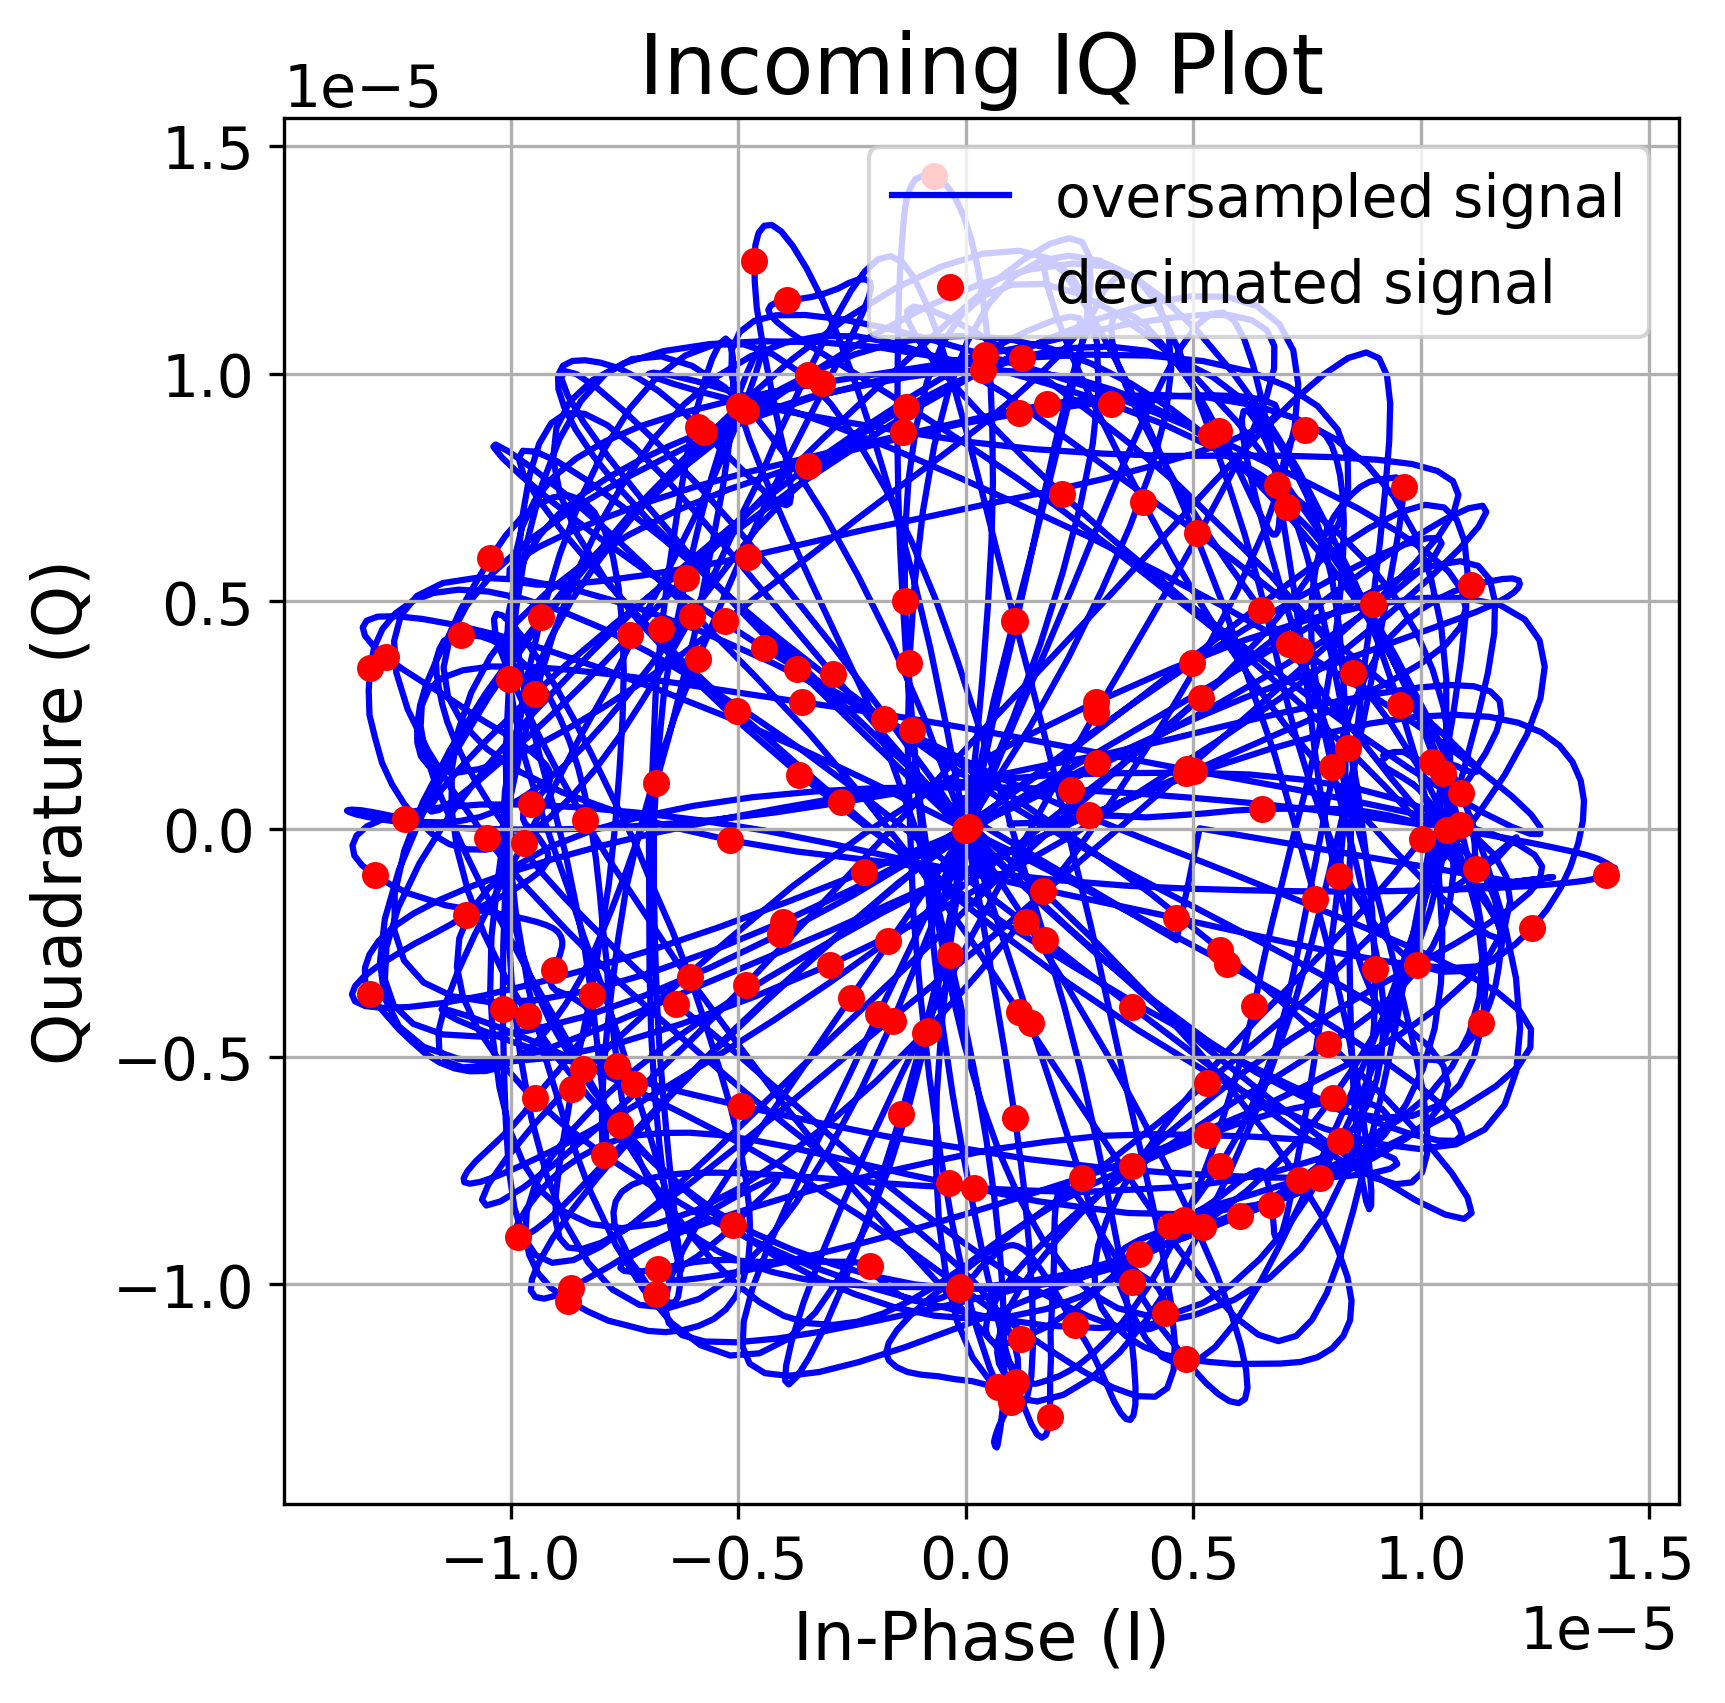 Incoming IQ Plot
1e−5
oversampled signal
decimated signal
1.5
1.0
0.5
0.0
−0.5
−1.0
Quadrature (Q)
−1.0 −0.5 0.0 0.5 1.0 1.5
In-Phase (I)
1e−5